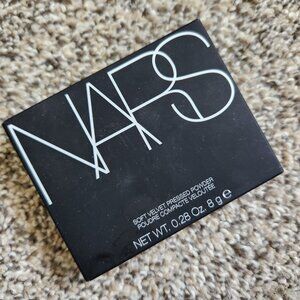 NARS
SOFT VELVET PRESSED POWDER
POUDRE COMPACTE VELOUTÉE
NET WT. 0.28 Oz. 8 g ℮